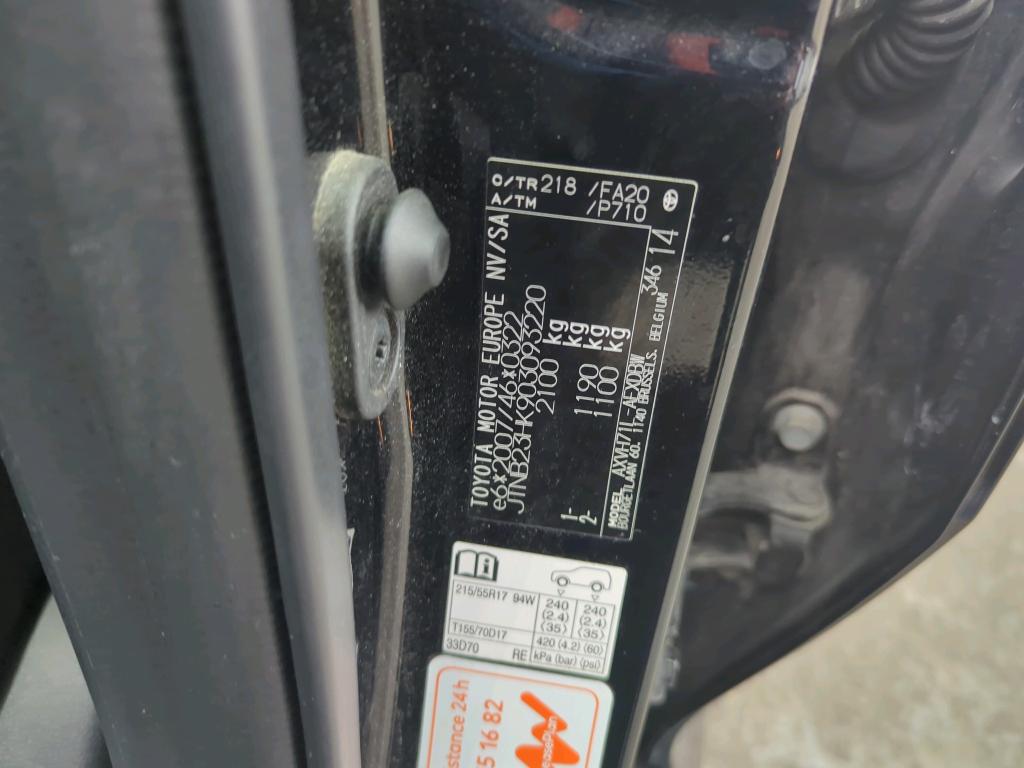 C/TR218 /FA20
A/TM /P710
TOYOTA MOTOR EUROPE NV/SA
e6*2007/46*0322
JTNB23HK903093220
2100 kg
1- 1190 kg
2- 1100 kg
MODEL AXVH71L-AEXDBW
BOURGETLAAN 60. 1140 BRUSSELS. BELGIUM
346 14
215/55R17 94W
240 (2.4) (35)
240 (2.4) (35)
T155/70D17
420 (4.2) (60)
33D70
RE
kPa (bar) (psi)
stance 24 h
5 16 82
easePlan